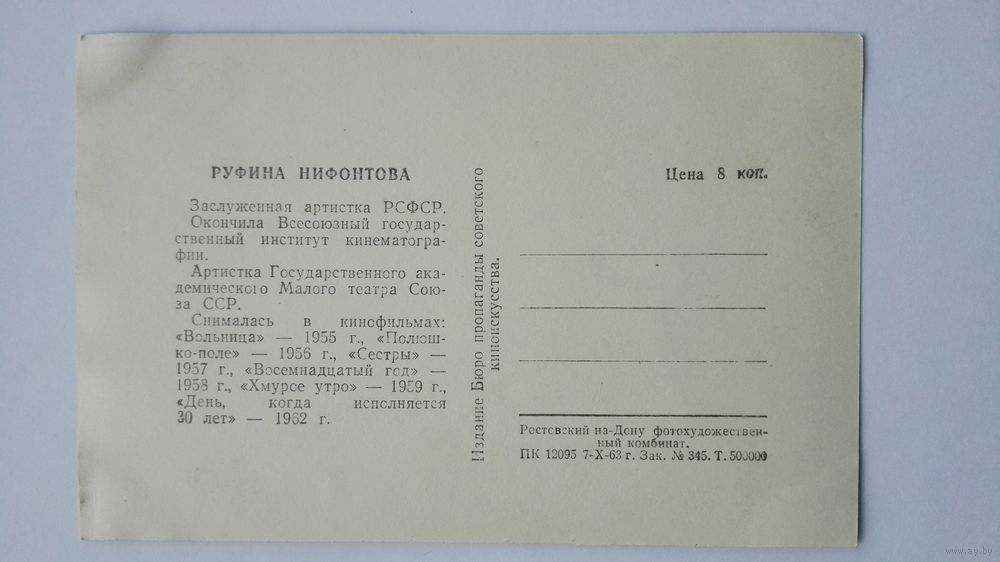 РУФИНА НИФОНТОВА
Заслуженная артистка РСФСР.
Окончила Всесоюзный государ-
ственный институт кинематогра-
фии.
Артистка Государственного ака-
демического Малого театра Сою-
за ССР.
Снималась в кинофильмах:
«Вольница» — 1955 г., «Полюш-
ко-поле» — 1956 г., «Сестры» —
1957 г., «Восемнадцатый год» —
1958 г., «Хмурое утро» — 1959 г.,
«День, когда исполняется
30 лет» — 1962 г.
Издание Бюро пропаганды советского
киноискусства.
Цена 8 коп.
Ростовский на-Дону фотохудожествен-
ный комбинат.
ПК 12095 7-X-63 г. Зак. № 345. Т. 500000
www.ay.by